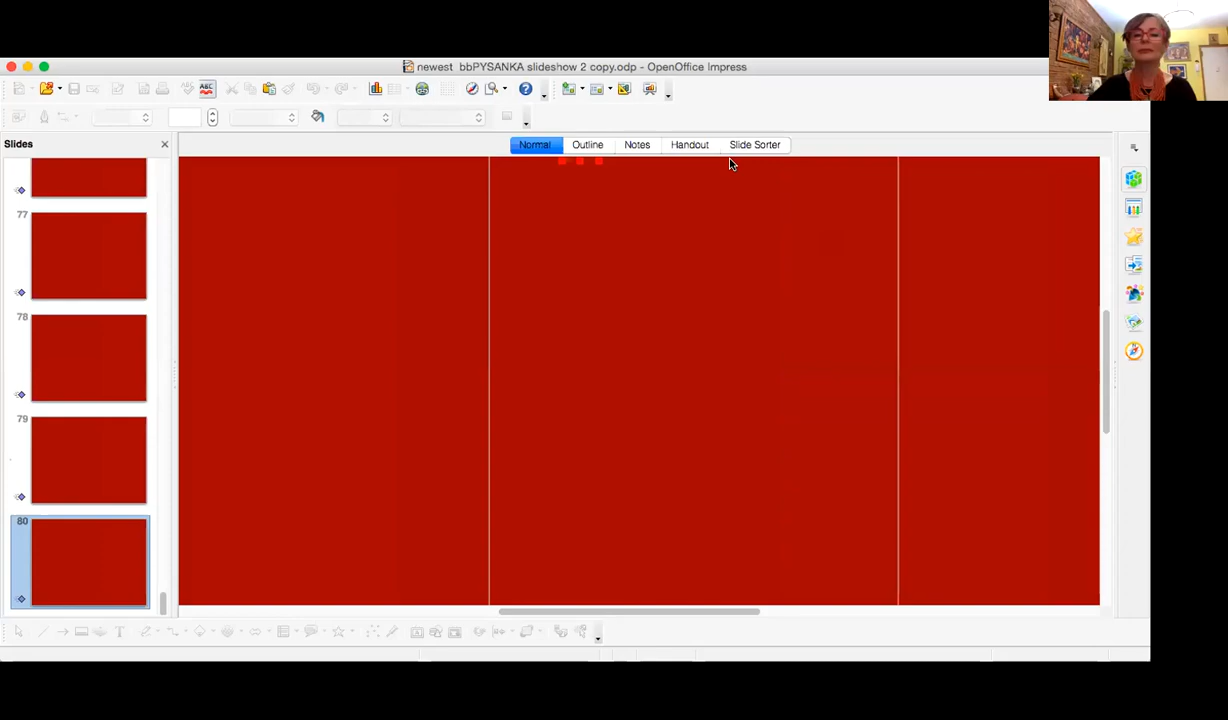 newest bbPYSANKA slideshow 2 copy.odp - OpenOffice Impress
ABC
Slides
Normal Outline Notes Handout Slide Sorter
77
78
79
80
T